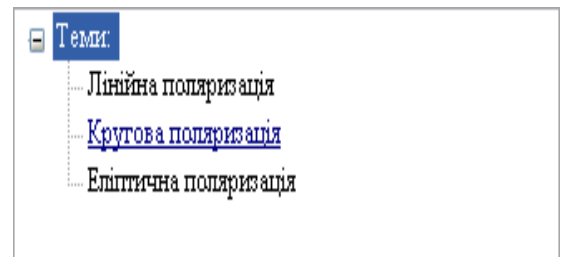 Теми:
Лінійна поляризація
Кругова поляризація
Еліптична поляризація